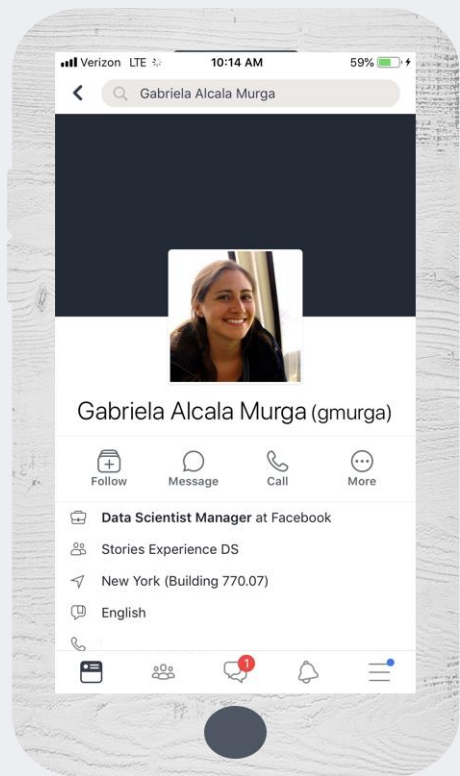 Verizon LTE 10:14 AM 59%
Gabriela Alcala Murga
Gabriela Alcala Murga (gmurga)
Follow Message Call More
Data Scientist Manager at Facebook
Stories Experience DS
New York (Building 770.07)
English
1